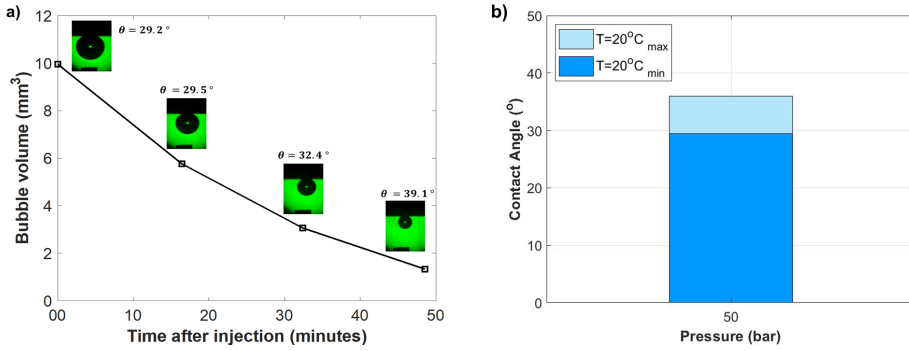 a)
12
10
8
6
4
2
0
Bubble volume (mm³)
θ = 29.2°
θ = 29.5°
θ = 32.4°
θ = 39.1°
00 10 20 30 40 50
Time after injection (minutes)
b)
50
40
30
20
10
0
Contact Angle (º)
T=20ºC max
T=20ºC min
50
Pressure (bar)